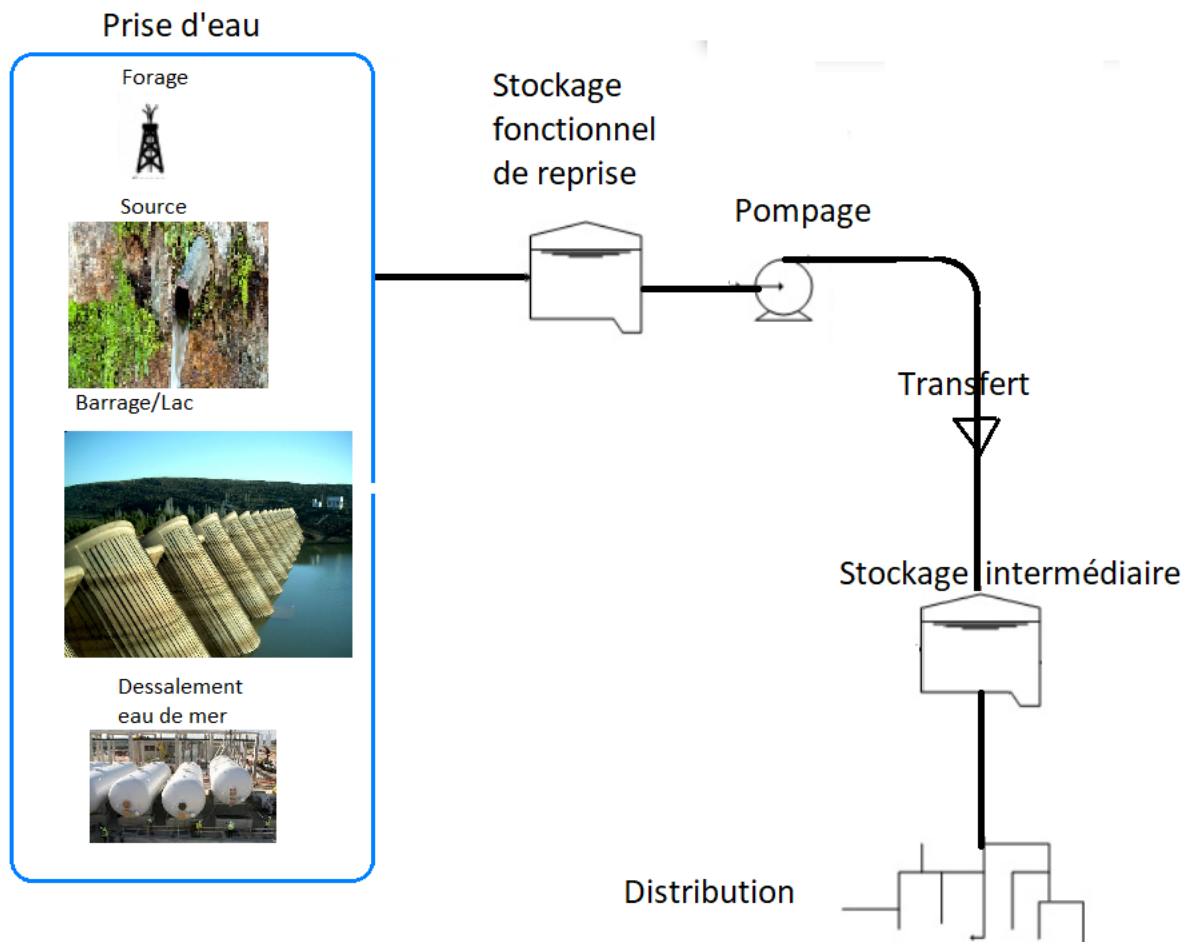 Prise d'eau
Forage
Source
Barrage/Lac
Dessalement
eau de mer
Stockage
fonctionnel
de reprise
Pompage
Transfert
Stockage intermédiaire
Distribution